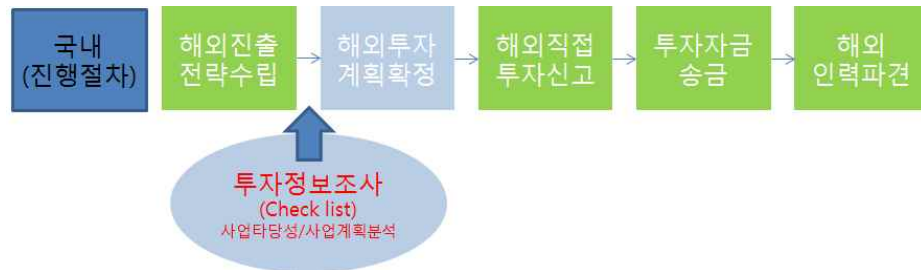 국내
(진행절차)
해외진출
전략수립
해외투자
계획확정
해외직접
투자신고
투자자금
송금
해외
인력파견
투자정보조사
(Check list)
사업타당성/사업계획분석